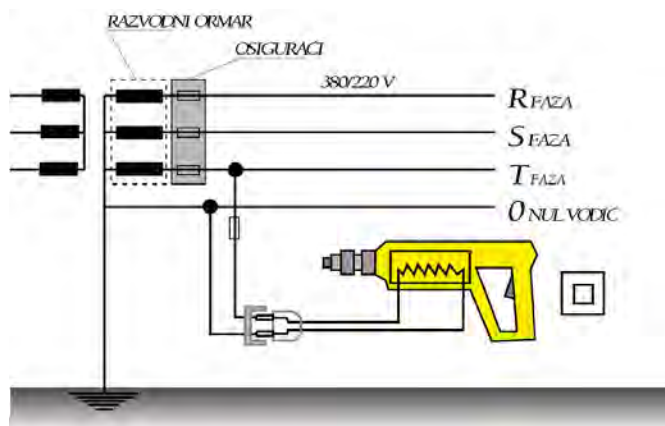 RAZVODNI ORMAR
OSIGURAČI
380/220 V
R FAZA
S FAZA
T FAZA
0 NUL VODIČ